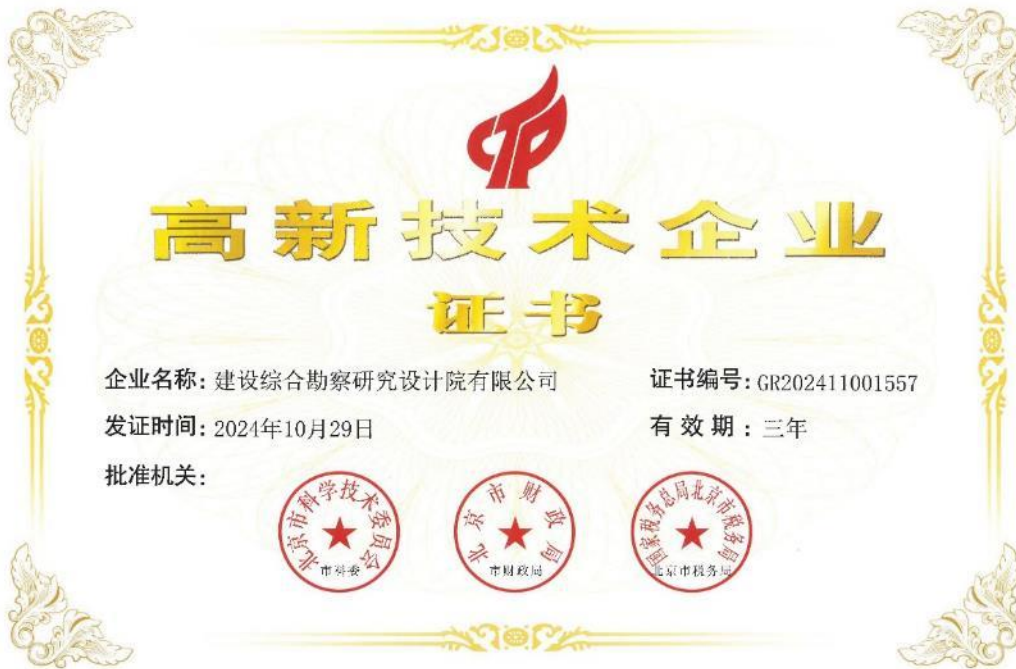 高新技术企业
证书
企业名称：建设综合勘察研究设计院有限公司
证书编号：GR202411001557
发证时间：2024年10月29日
有效期：三年
批准机关：
北京市科学技术委员会
市科委
北京市财政局
市财政局
国家税务总局北京市税务局
北京市税务局